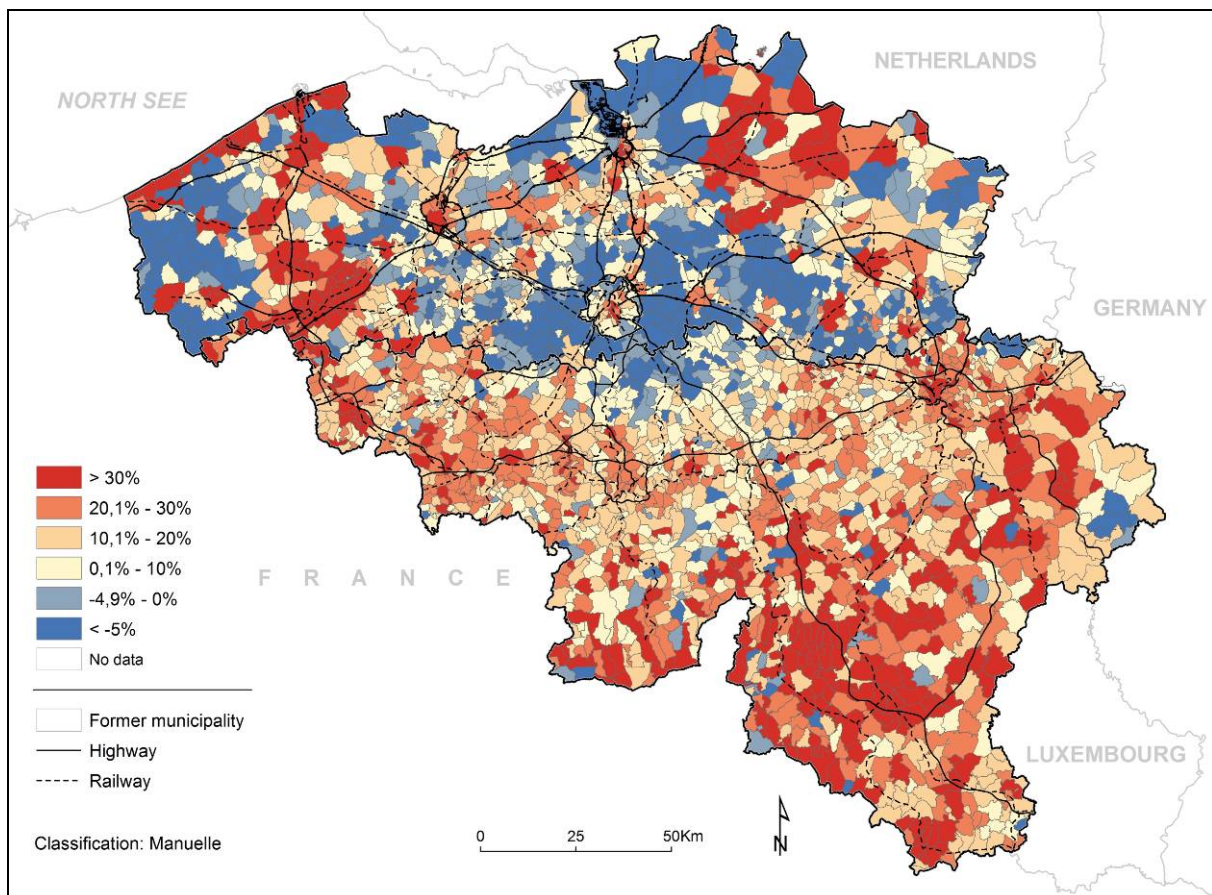 NETHERLANDS
NORTH SEE
GERMANY
> 30%
20,1% - 30%
10,1% - 20%
0,1% - 10%
-4,9% - 0%
< -5%
No data
FRANCE
Former municipality
Highway
Railway
LUXEMBOURG
Classification: Manuelle
0 25 50Km
N